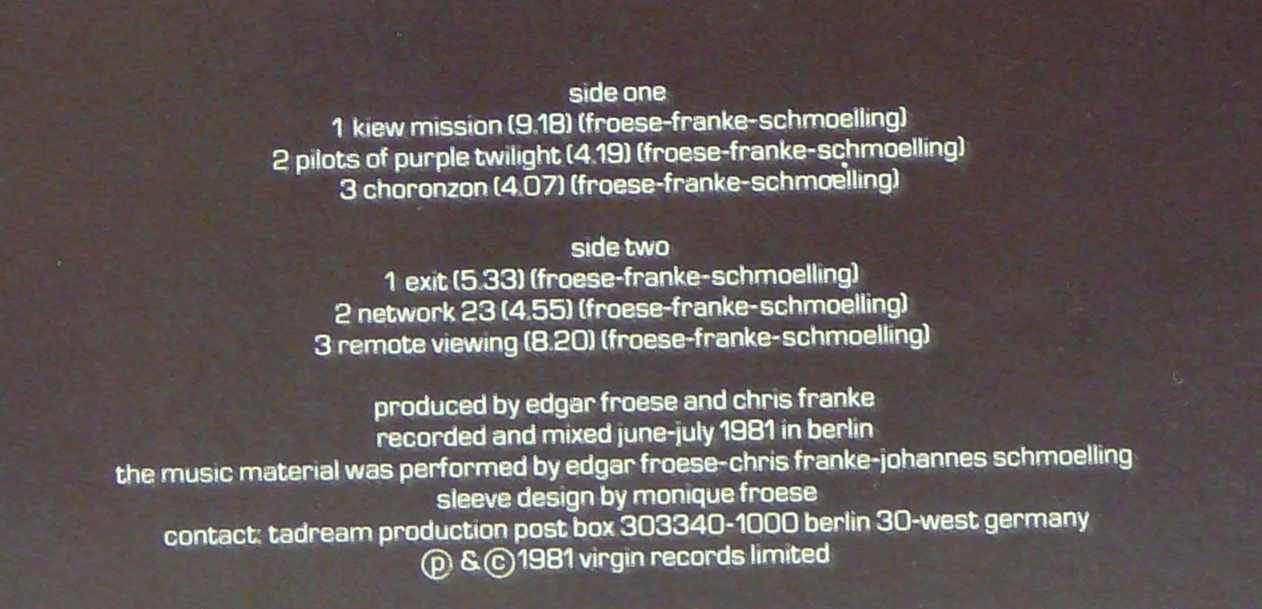 side one
1 kiew mission (9.18) (froese-franke-schmoelling)
2 pilots of purple twilight (4.19) (froese-franke-schmoelling)
3 choronzon (4.07) (froese-franke-schmoelling)
side two
1 exit (5.33) (froese-franke-schmoelling)
2 network 23 (4.55) (froese-franke-schmoelling)
3 remote viewing (8.20) (froese-franke-schmoelling)
produced by edgar froese and chris franke
recorded and mixed june-july 1981 in berlin
the music material was performed by edgar froese-chris franke-johannes schmoelling
sleeve design by monique froese
contact: tadream production post box 303340-1000 berlin 30-west germany
ⓟ & ⓒ 1981 virgin records limited